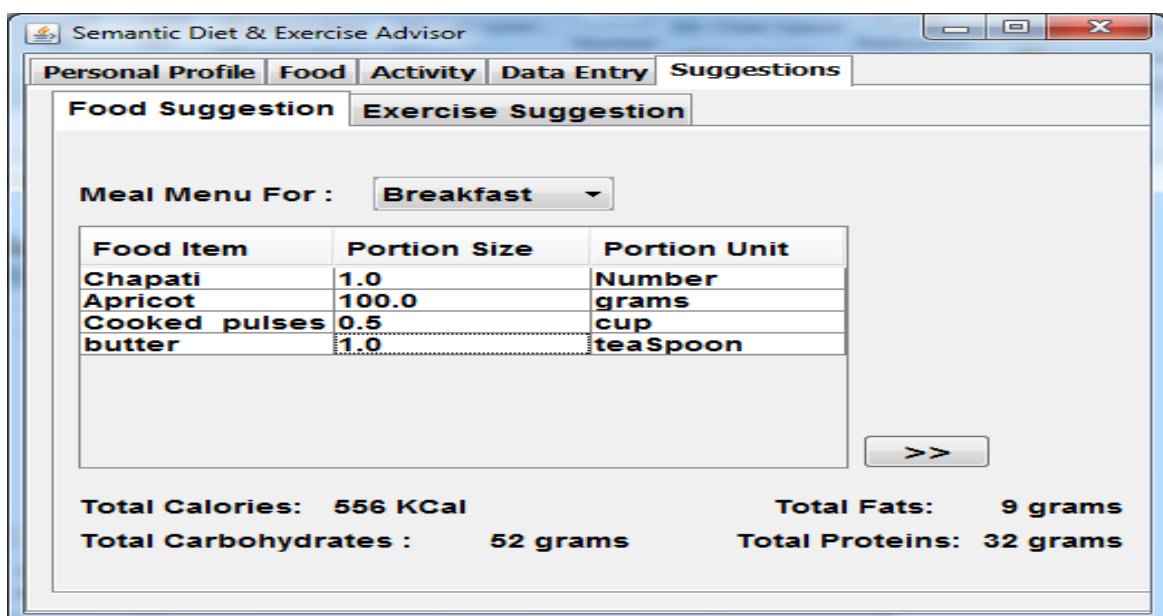 Semantic Diet & Exercise Advisor
Personal Profile Food Activity Data Entry Suggestions
Food Suggestion Exercise Suggestion
Meal Menu For : Breakfast
Food Item Portion Size Portion Unit
Chapati 1.0 Number
Apricot 100.0 grams
Cooked pulses 0.5 cup
butter 1.0 teaSpoon
>>
Total Calories: 556 KCal Total Fats: 9 grams
Total Carbohydrates : 52 grams Total Proteins: 32 grams